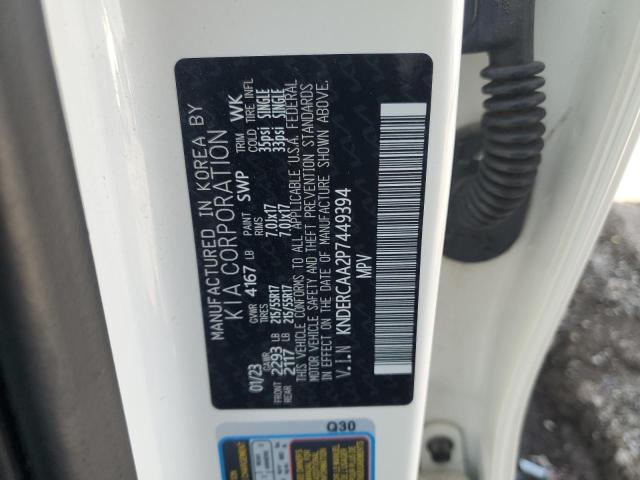 MANUFACTURED IN KOREA BY
KIA CORPORATION
01/23 GVWR 4167 LB PAINT SWP TRIM WK
GAWR TIRES RIMS COLD TIRE INFL
FRONT 2293 LB 215/55R17 7.0Jx17 35psi SINGLE
REAR 2117 LB 215/55R17 7.0Jx17 33psi SINGLE
THIS VEHICLE CONFORMS TO ALL APPLICABLE U.S.A. FEDERAL
MOTOR VEHICLE SAFETY AND THEFT PREVENTION STANDARDS
IN EFFECT ON THE DATE OF MANUFACTURE SHOWN ABOVE.
V.I.N KNDERCAA2P7449394
MPV
Q30